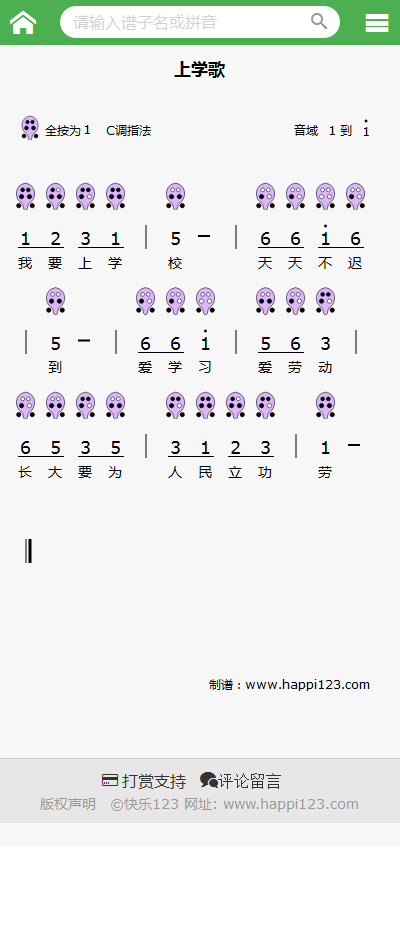 请输入谱子名或拼音
上学歌
全按为 1 C调指法 音域 1 到 1̇
1 2 3 1 | 5 － | 6 6 1̇ 6
我 要 上 学 校 天 天 不 迟
| 5 － | 6 6 1̇ | 5 6 3 |
到 爱 学 习 爱 劳 动
6 5 3 5 | 3 1 2 3 | 1 －
长 大 要 为 人 民 立 功 劳
制谱：www.happi123.com
打赏支持 评论留言
版权声明 ©快乐123 网址: www.happi123.com